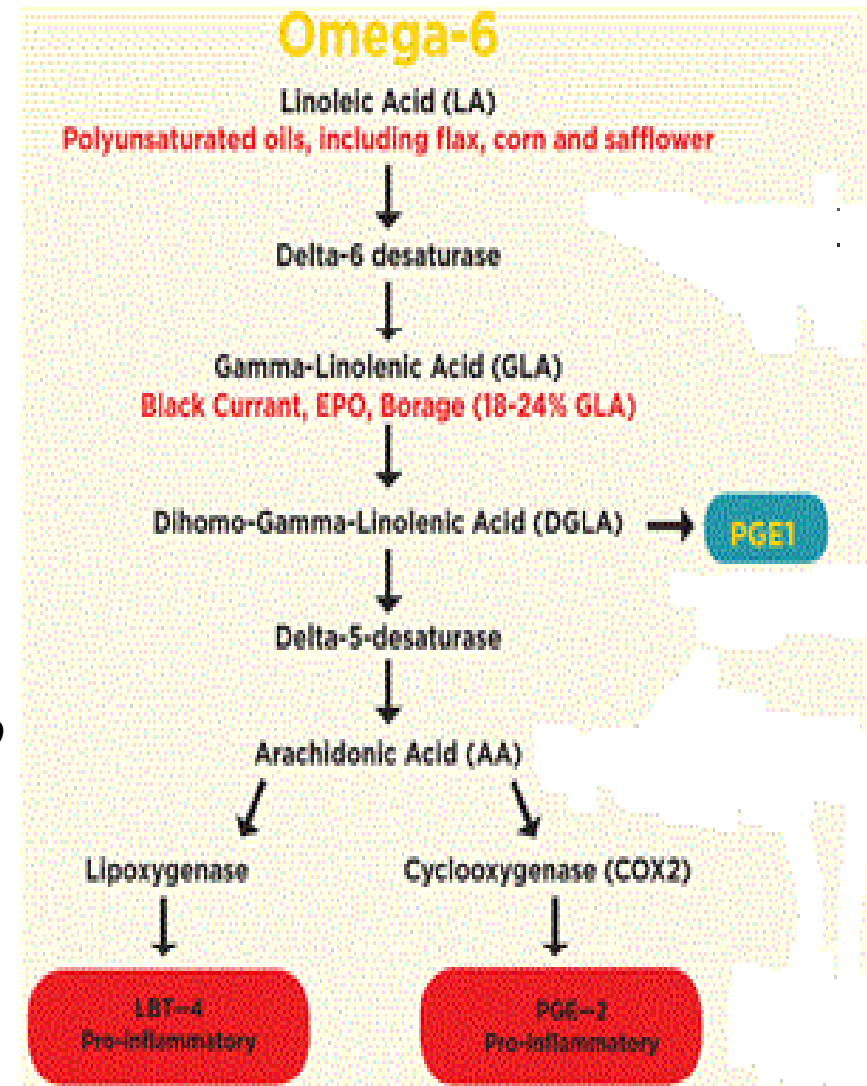 Omega-6
Linoleic Acid (LA)
Polyunsaturated oils, including flax, corn and safflower
Delta-6 desaturase
Gamma-Linolenic Acid (GLA)
Black Currant, EPO, Borage (18-24% GLA)
Dihomo-Gamma-Linolenic Acid (DGLA)
PGE1
Delta-5-desaturase
Arachidonic Acid (AA)
Lipoxygenase
Cyclooxygenase (COX2)
LBT-4
Pro-inflammatory
PGE-2
Pro-inflammatory